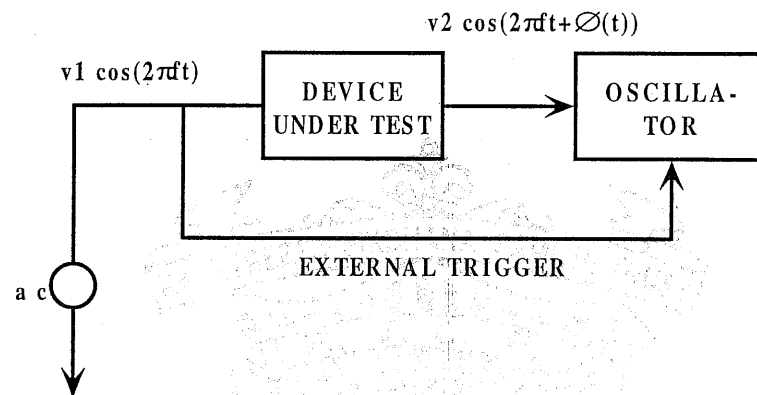 v2 cos(2πft+∅(t))
v1 cos(2πft)
DEVICE
UNDER TEST
OSCILLA-
TOR
EXTERNAL TRIGGER
a c